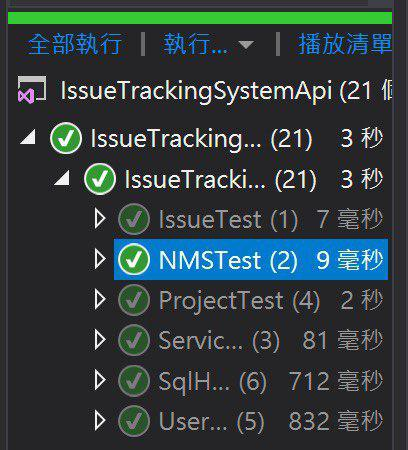 全部執行 | 執行... | 播放清單
IssueTrackingSystemApi (21 個
IssueTracking... (21) 3 秒
IssueTracki... (21) 3 秒
IssueTest (1) 7 毫秒
NMSTest (2) 9 毫秒
ProjectTest (4) 2 秒
Servic... (3) 81 毫秒
SqlH... (6) 712 毫秒
User... (5) 832 毫秒